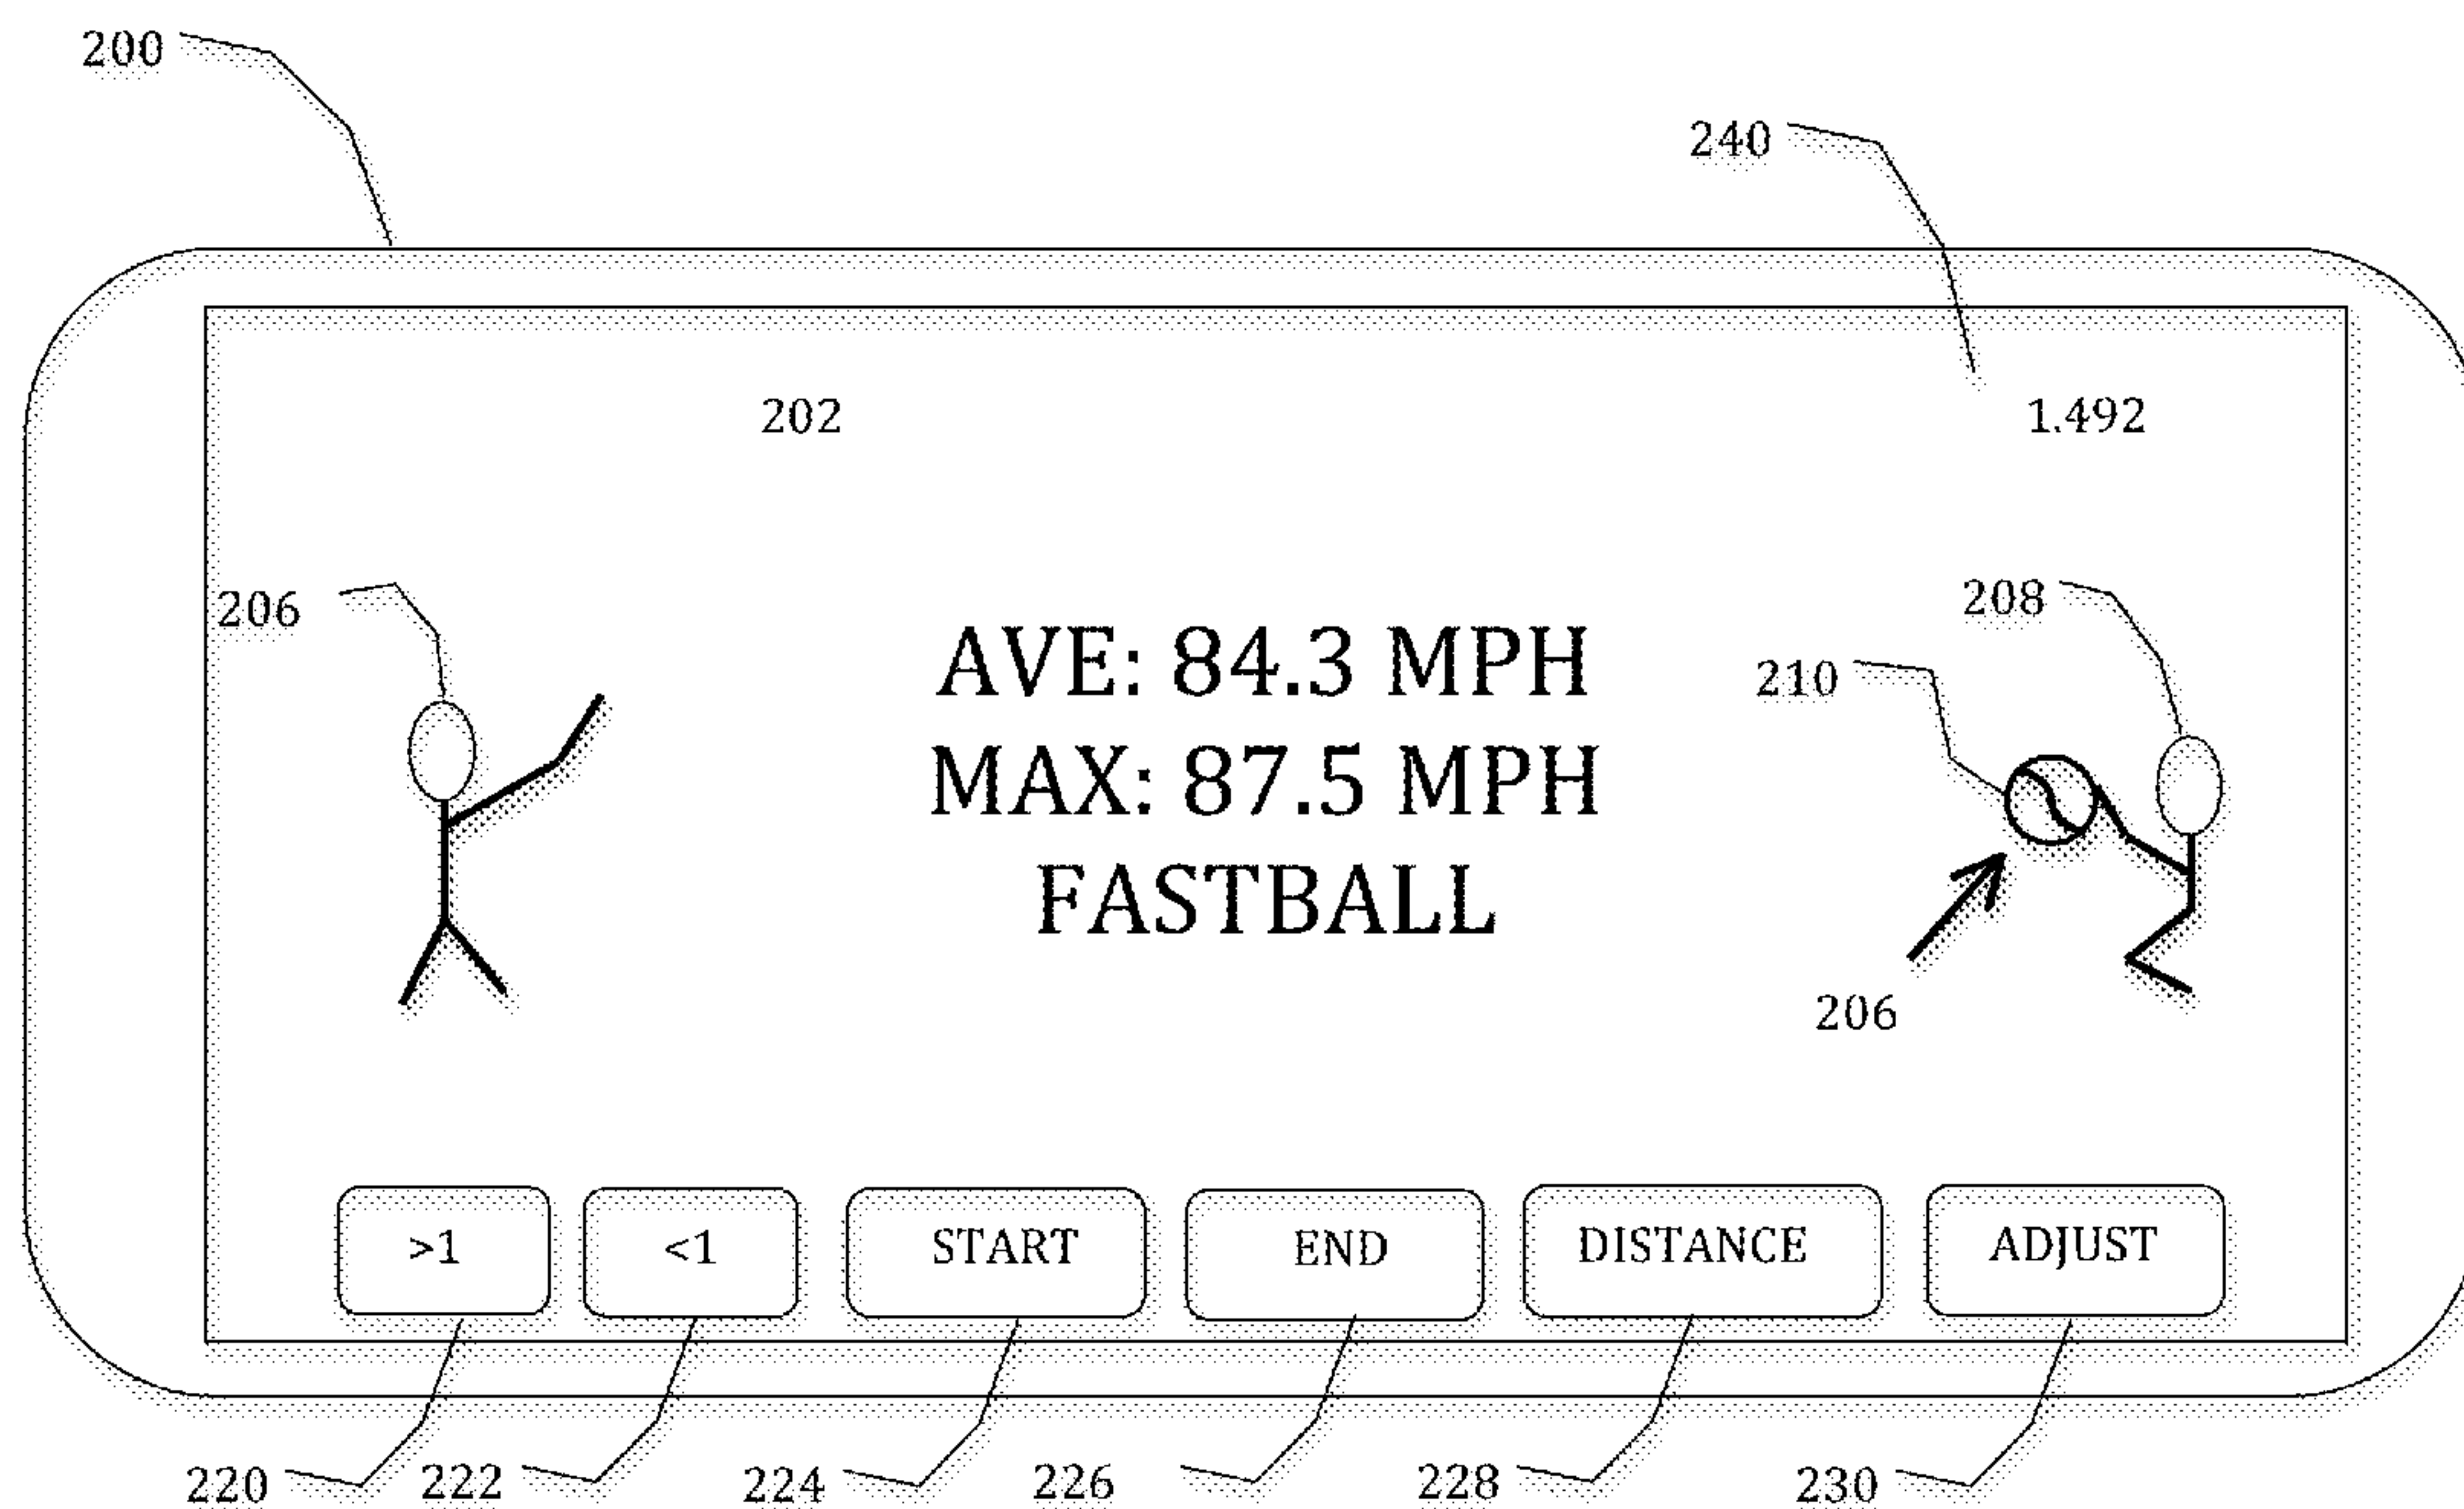 200
240
202
1.492
206
208
210
AVE: 84.3 MPH
MAX: 87.5 MPH
FASTBALL
206
>1
<1
START
END
DISTANCE
ADJUST
220
222
224
226
228
230